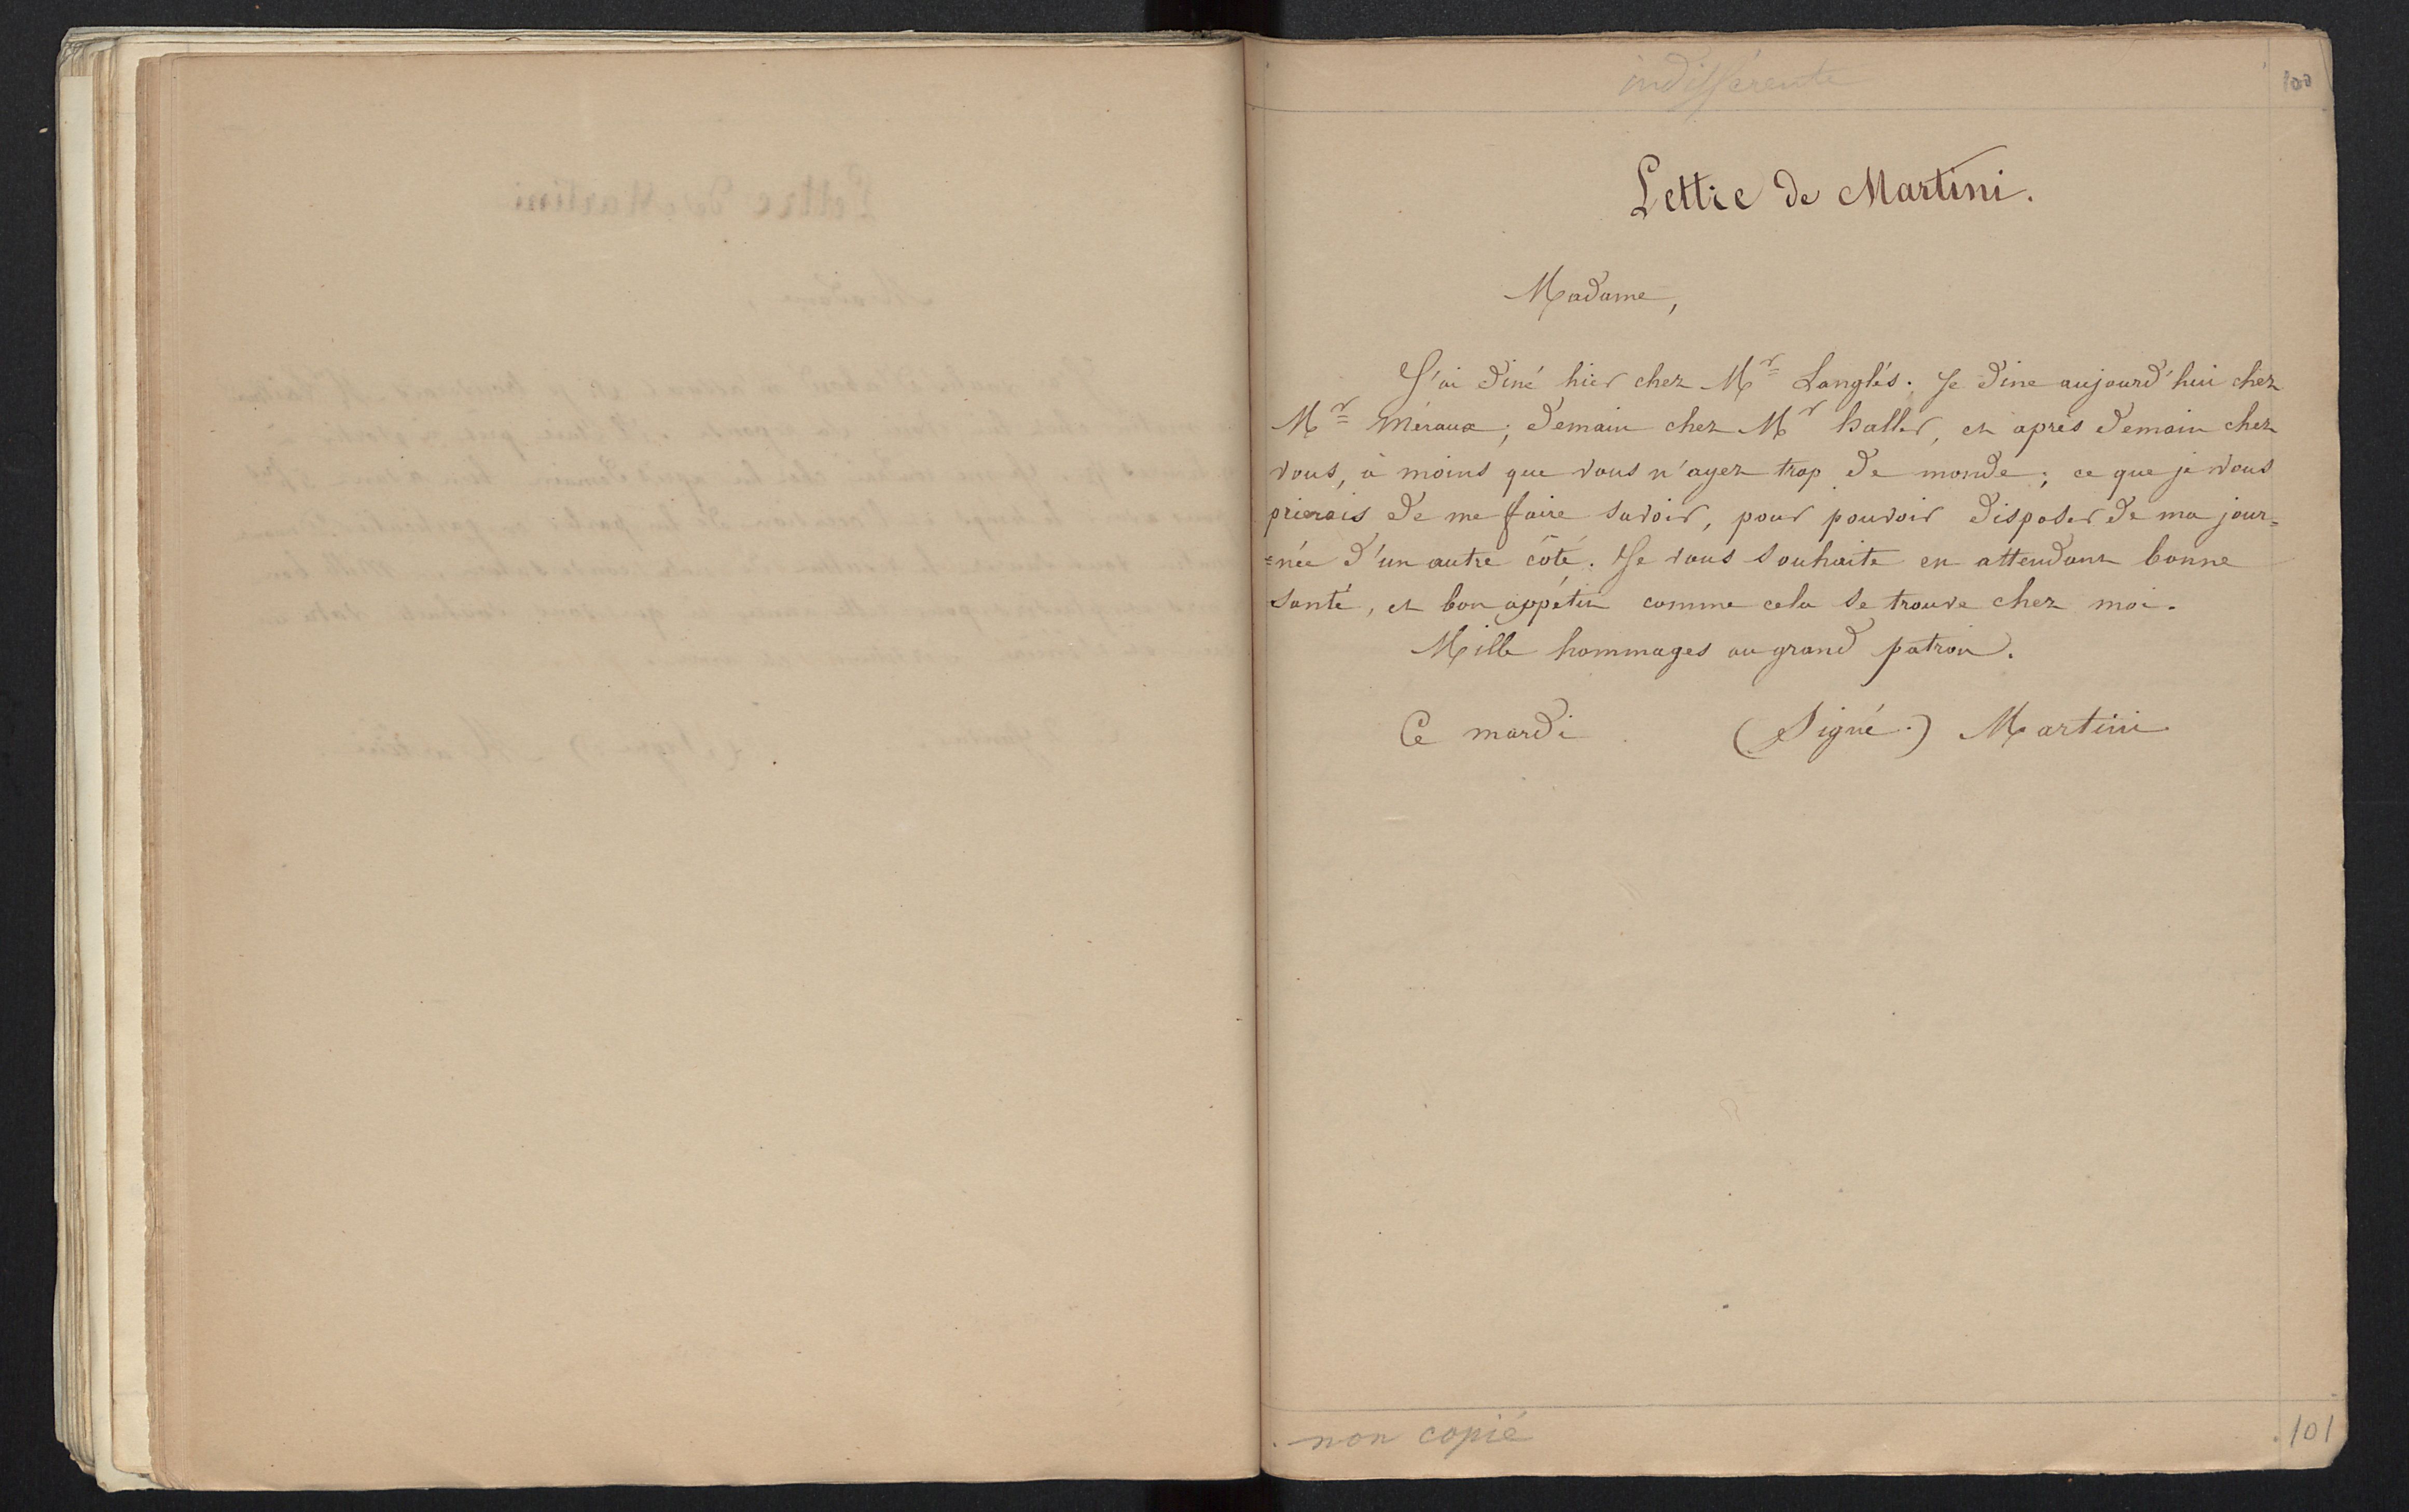 indifférente
100
Lettre de Martini.
Madame,
J'ai diné hier chez Mr Langlés. Je dine aujourd'hui chez
Mr Méraux; demain chez Mr haller, et après demain chez
vous, à moins que vous n'ayez trop de monde; ce que je vous
prierais de me faire savoir, pour pouvoir disposer de ma jour=
=née d'un autre côté. Je vous souhaite en attendant bonne
santé, et bon appétit comme cela se trouve chez moi.
Mille hommages au grand patron.
Ce mardi (Signé.) Martini
non copié
101